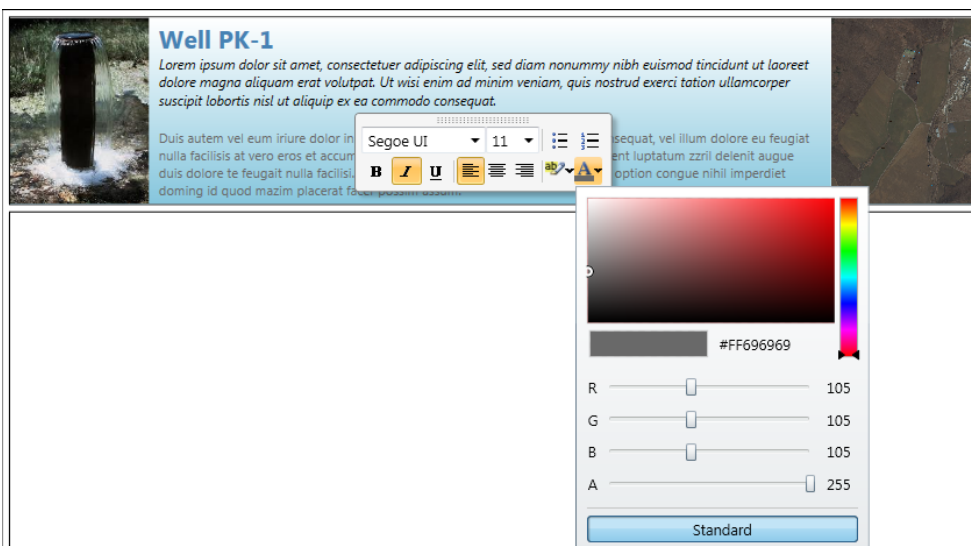 Well PK-1
Lorem ipsum dolor sit amet, consectetuer adipiscing elit, sed diam nonummy nibh euismod tincidunt ut laoreet
dolore magna aliquam erat volutpat. Ut wisi enim ad minim veniam, quis nostrud exerci tation ullamcorper
suscipit lobortis nisl ut aliquip ex ea commodo consequat.
Duis autem vel eum iriure dolor in sequat, vel illum dolore eu feugiat
nulla facilisis at vero eros et accum ent luptatum zzril delenit augue
duis dolore te feugait nulla facilisi. option congue nihil imperdiet
doming id quod mazim placerat facer possim assum.
Segoe UI 11
B I U ab A
#FF696969
R 105
G 105
B 105
A 255
Standard